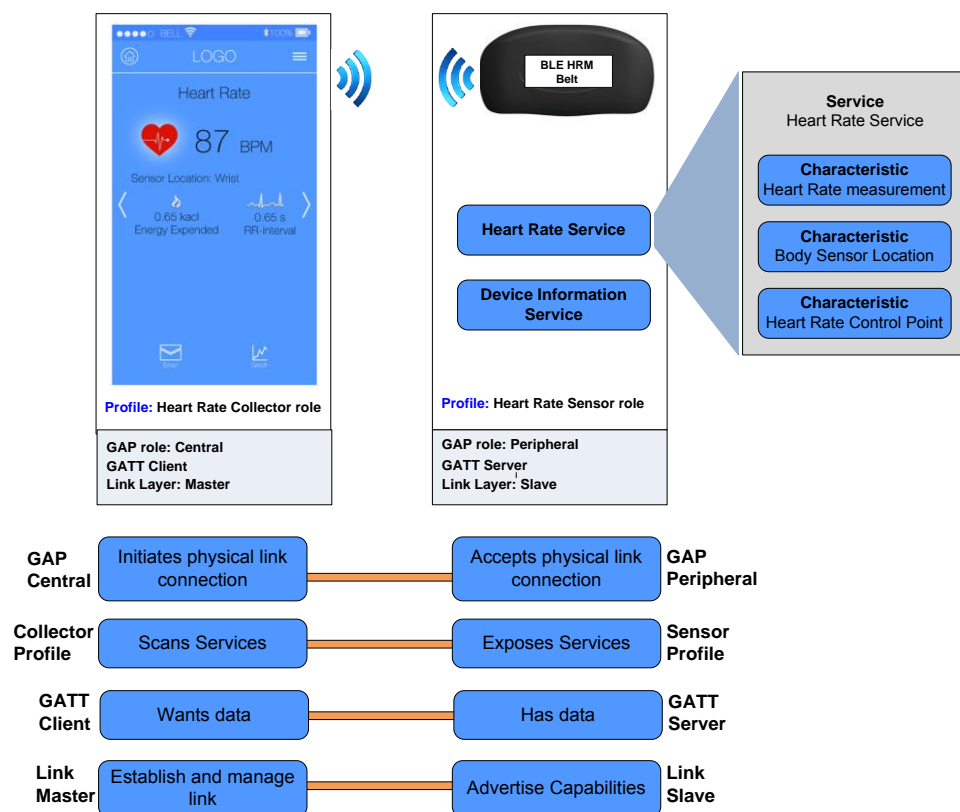 BELL
100%
LOGO
Heart Rate
87 BPM
Sensor Location: Wrist
0.65 kacl
Energy Expended
0.65 s
RR-interval
Email
Graph
Profile: Heart Rate Collector role
GAP role: Central
GATT Client
Link Layer: Master
BLE HRM
Belt
Heart Rate Service
Device Information
Service
Profile: Heart Rate Sensor role
GAP role: Peripheral
GATT Server
Link Layer: Slave
Service
Heart Rate Service
Characteristic
Heart Rate measurement
Characteristic
Body Sensor Location
Characteristic
Heart Rate Control Point
GAP
Central
Initiates physical link
connection
Accepts physical link
connection
GAP
Peripheral
Collector
Profile
Scans Services
Exposes Services
Sensor
Profile
GATT
Client
Wants data
Has data
GATT
Server
Link
Master
Establish and manage
link
Advertise Capabilities
Link
Slave